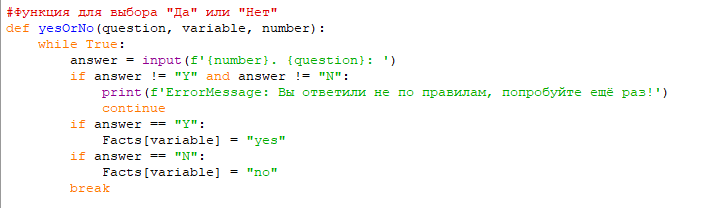 #Функция для выбора "Да" или "Нет"
def yesOrNo(question, variable, number):
    while True:
        answer = input(f'{number}. {question}: ')
        if answer != "Y" and answer != "N":
            print(f'ErrorMessage: Вы ответили не по правилам, попробуйте ещё раз!')
            continue
        if answer == "Y":
            Facts[variable] = "yes"
        if answer == "N":
            Facts[variable] = "no"
        break